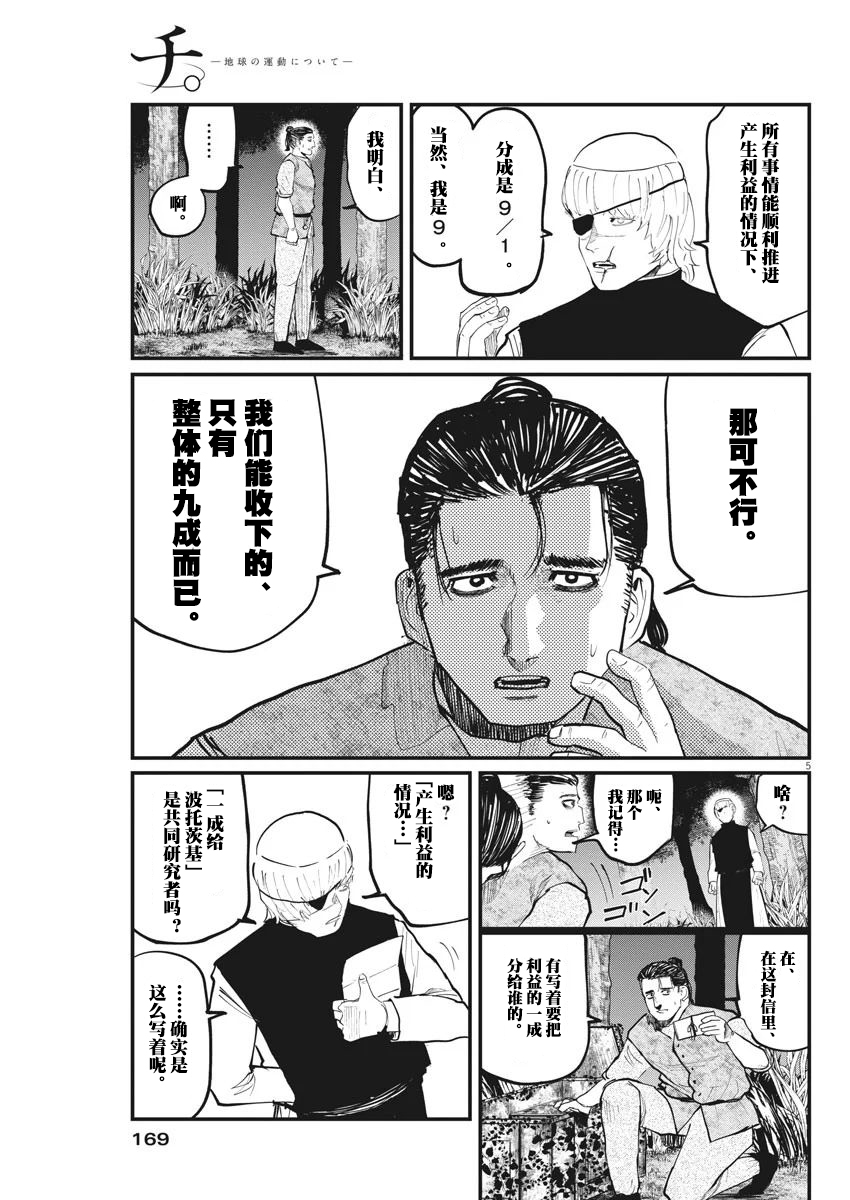 チ。
—地球の運動について—
所有事情能顺利推进
产生利益的情况下、
分成是9/1。
当然、我是9。
我明白、
……
啊。
那可不行。
我们能收下的、
只有
整体的九成而已。
5
啥？
呃、
那个
我记得…
ゴソ
ゴソ
在、
在这封信里、
有写着要把
利益的一成
分给谁的。
嗯？
「产生利益的
情况…」
「一成给
波托茨基」
是共同研究者吗？
……确实是
这么写着呢。
169